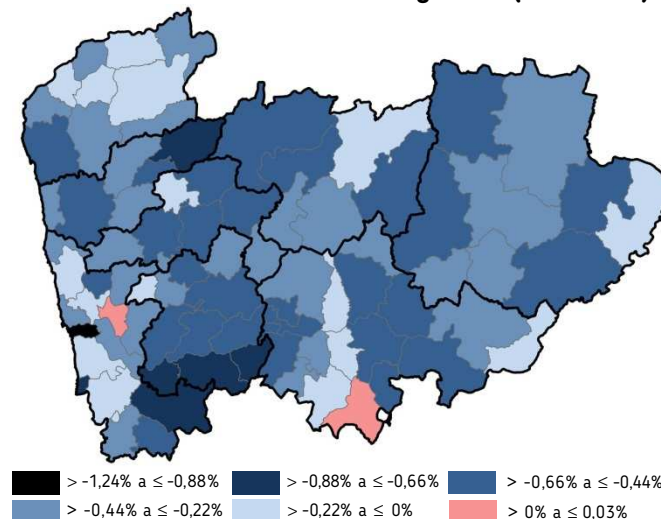 > -1,24% a ≤ -0,88% > -0,88% a ≤ -0,66% > -0,66% a ≤ -0,44%
> -0,44% a ≤ -0,22% > -0,22% a ≤ 0% > 0% a ≤ 0,03%